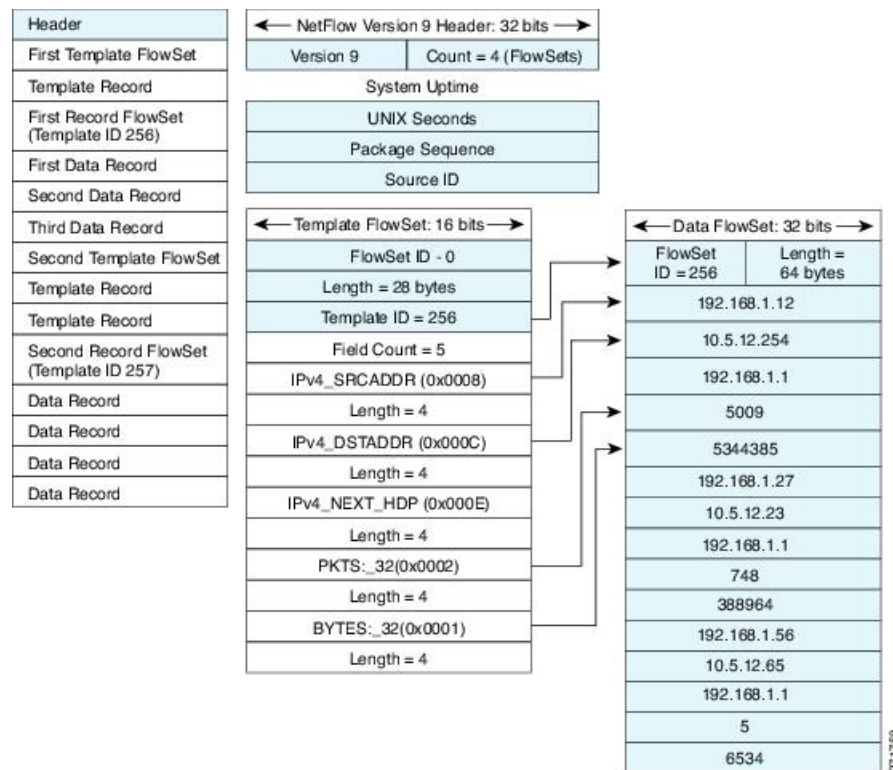 Header
First Template FlowSet
Template Record
First Record FlowSet
(Template ID 256)
First Data Record
Second Data Record
Third Data Record
Second Template FlowSet
Template Record
Template Record
Second Record FlowSet
(Template ID 257)
Data Record
Data Record
Data Record
Data Record
NetFlow Version 9 Header: 32 bits
Version 9
Count = 4 (FlowSets)
System Uptime
UNIX Seconds
Package Sequence
Source ID
Template FlowSet: 16 bits
FlowSet ID - 0
Length = 28 bytes
Template ID = 256
Field Count = 5
IPv4_SRCADDR (0x0008)
Length = 4
IPv4_DSTADDR (0x000C)
Length = 4
IPv4_NEXT_HDP (0x000E)
Length = 4
PKTS:_32(0x0002)
Length = 4
BYTES:_32(0x0001)
Length = 4
Data FlowSet: 32 bits
FlowSet
ID = 256
Length =
64 bytes
192.168.1.12
10.5.12.254
192.168.1.1
5009
5344385
192.168.1.27
10.5.12.23
192.168.1.1
748
388964
192.168.1.56
10.5.12.65
192.168.1.1
5
6534